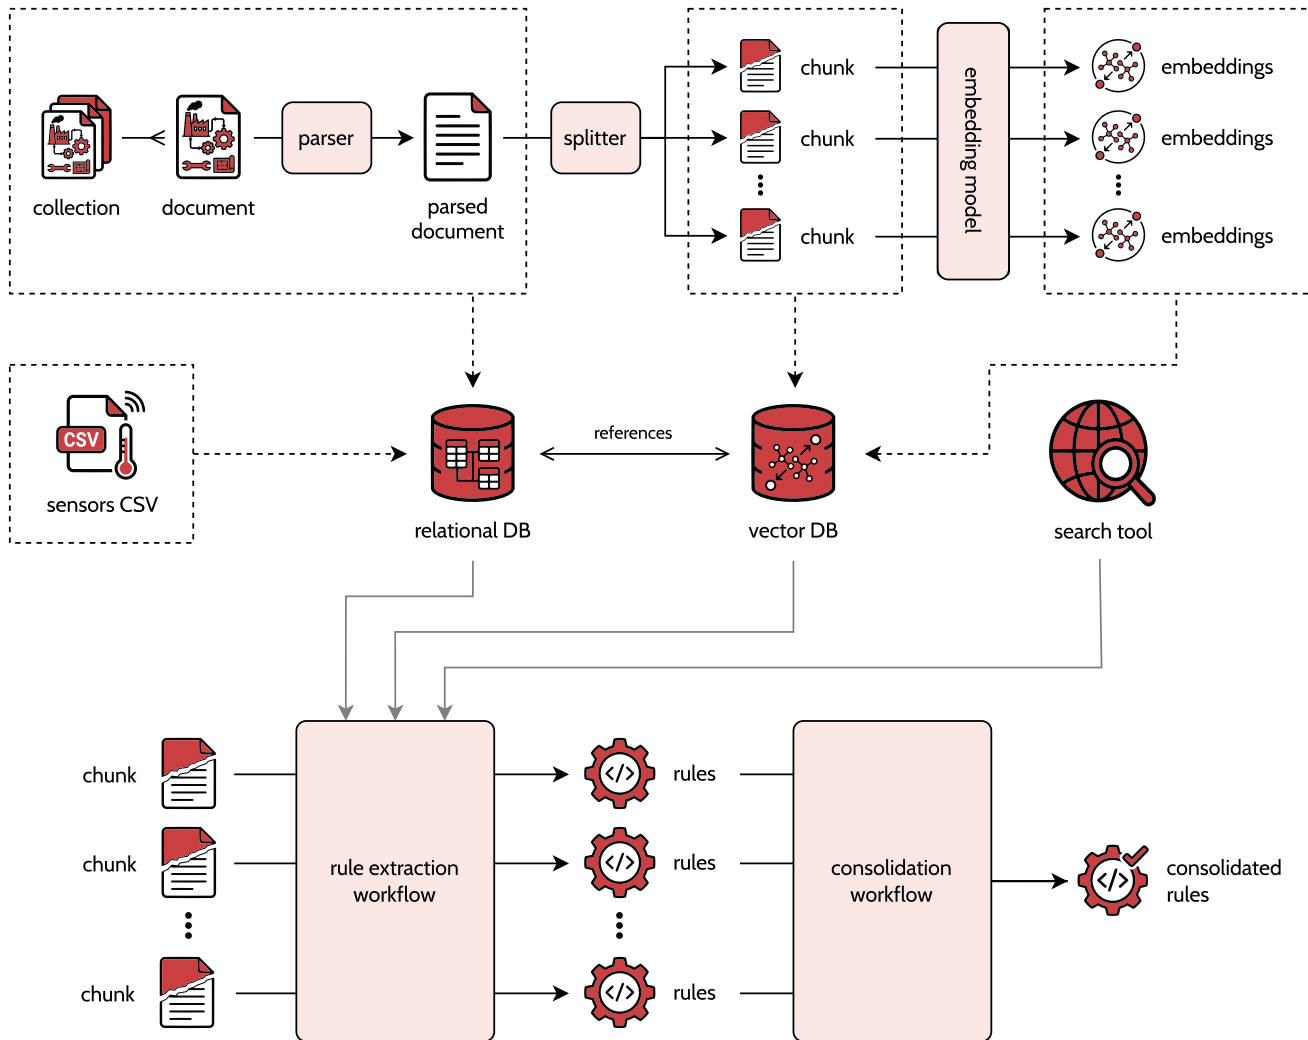 chunk
embeddings
chunk
embeddings
parser
splitter
embedding model
collection
document
parsed
document
chunk
embeddings
CSV
sensors CSV
references
relational DB
vector DB
search tool
chunk
</>
rules
chunk
</>
rules
rule extraction
workflow
consolidation
workflow
</>
consolidated
rules
chunk
</>
rules